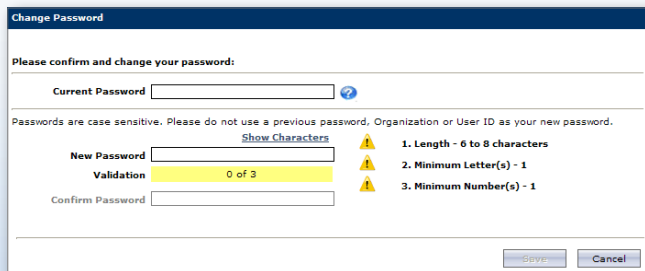 Change Password
Please confirm and change your password:
Current Password
Passwords are case sensitive. Please do not use a previous password, Organization or User ID as your new password.
Show Characters
1. Length - 6 to 8 characters
New Password
2. Minimum Letter(s) - 1
Validation 0 of 3
3. Minimum Number(s) - 1
Confirm Password
Save Cancel